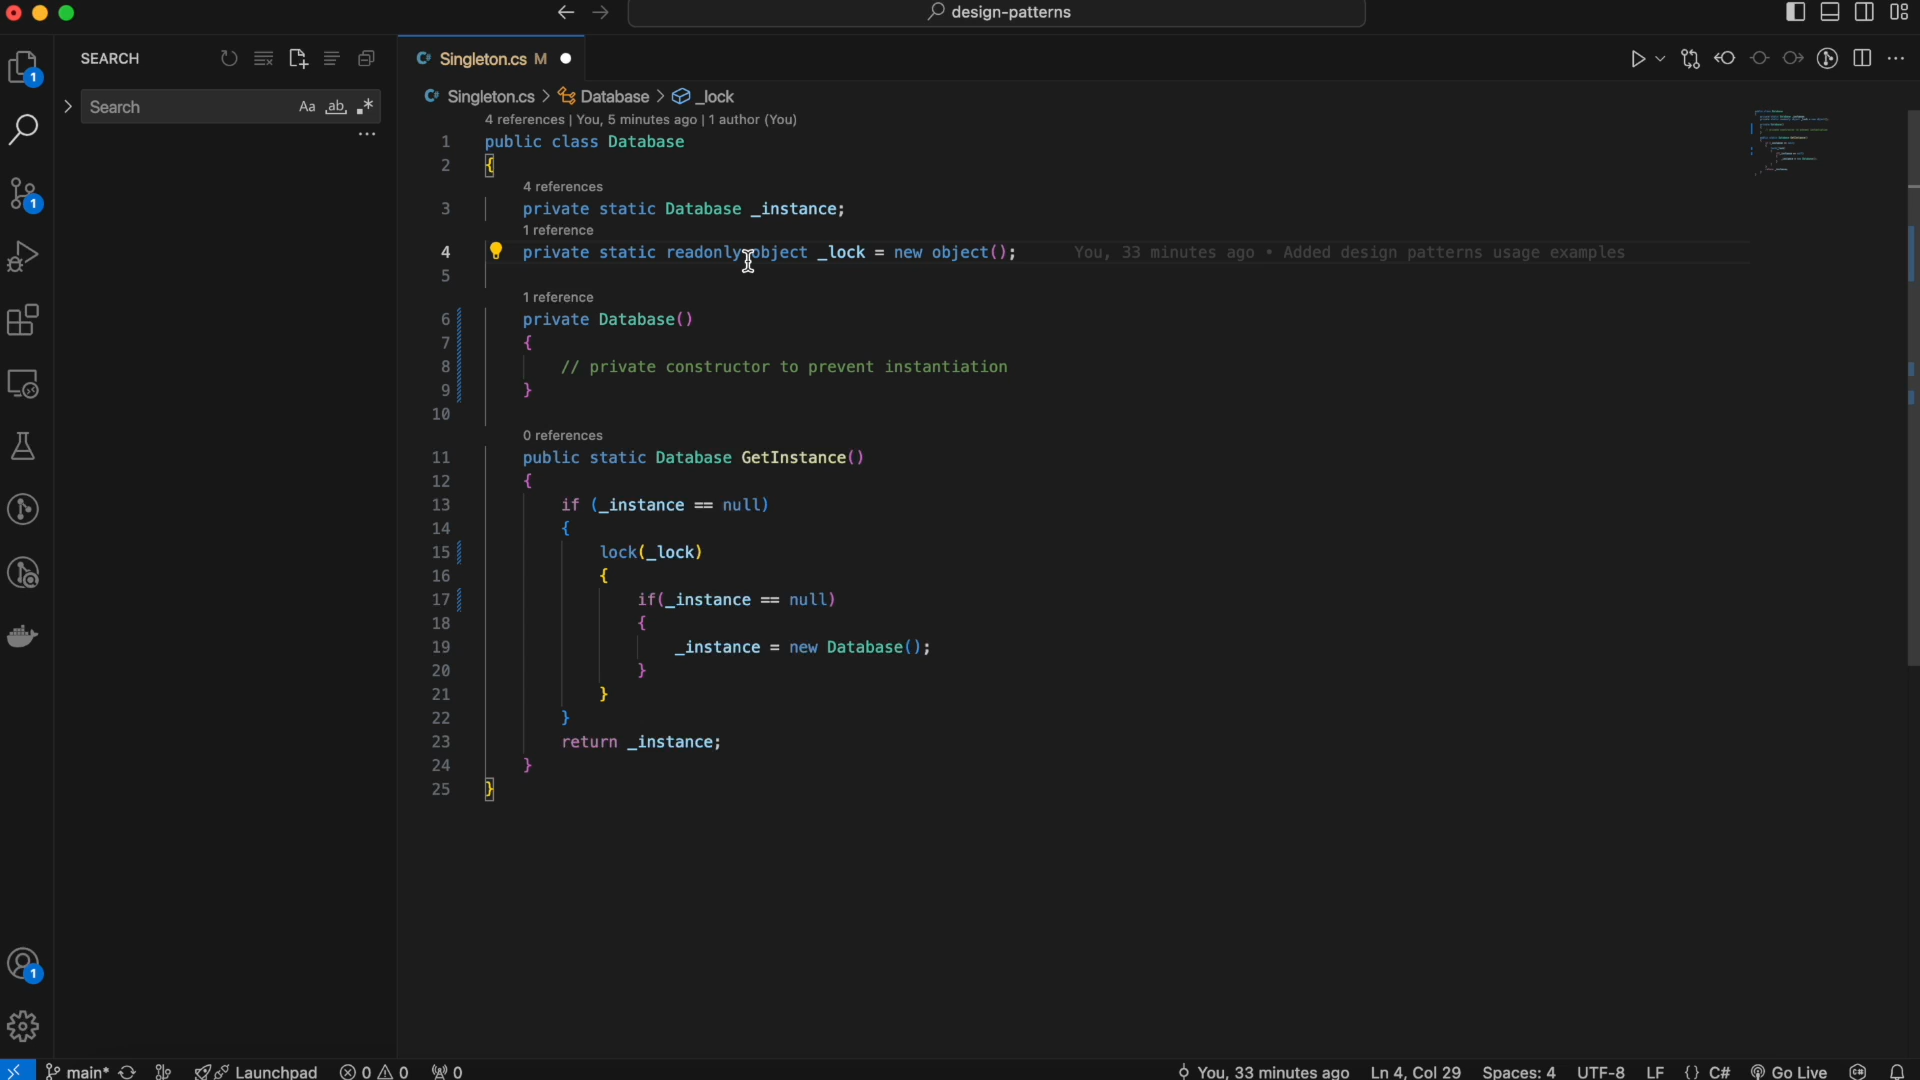 design-patterns
SEARCH
Singleton.cs M
1
Search Aa ab
Singleton.cs > Database > _lock
4 references | You, 5 minutes ago | 1 author (You)
1 public class Database
2 {
4 references
3 private static Database _instance;
1 reference
4 private static readonly object _lock = new object(); You, 33 minutes ago • Added design patterns usage examples
5
1 reference
6 private Database()
7 {
8 // private constructor to prevent instantiation
9 }
10
0 references
11 public static Database GetInstance()
12 {
13 if (_instance == null)
14 {
15 lock(_lock)
16 {
17 if(_instance == null)
18 {
19 _instance = new Database();
20 }
21 }
22 }
23 return _instance;
24 }
25 }
1
1
main* Launchpad 0 0 0 You, 33 minutes ago Ln 4, Col 29 Spaces: 4 UTF-8 LF {} C# Go Live